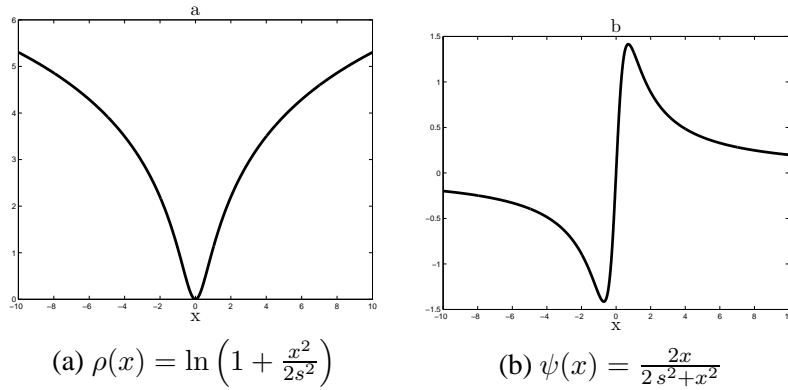 a
6
5
4
3
2
1
0
−10 −8 −6 −4 −2 0 2 4 6 8 10
x
(a) ρ(x) = ln(1 + x²/2s²)
b
1.5
1
0.5
0
−0.5
−1
−1.5
−10 −8 −6 −4 −2 0 2 4 6 8 10
x
(b) ψ(x) = 2x/2s²+x²